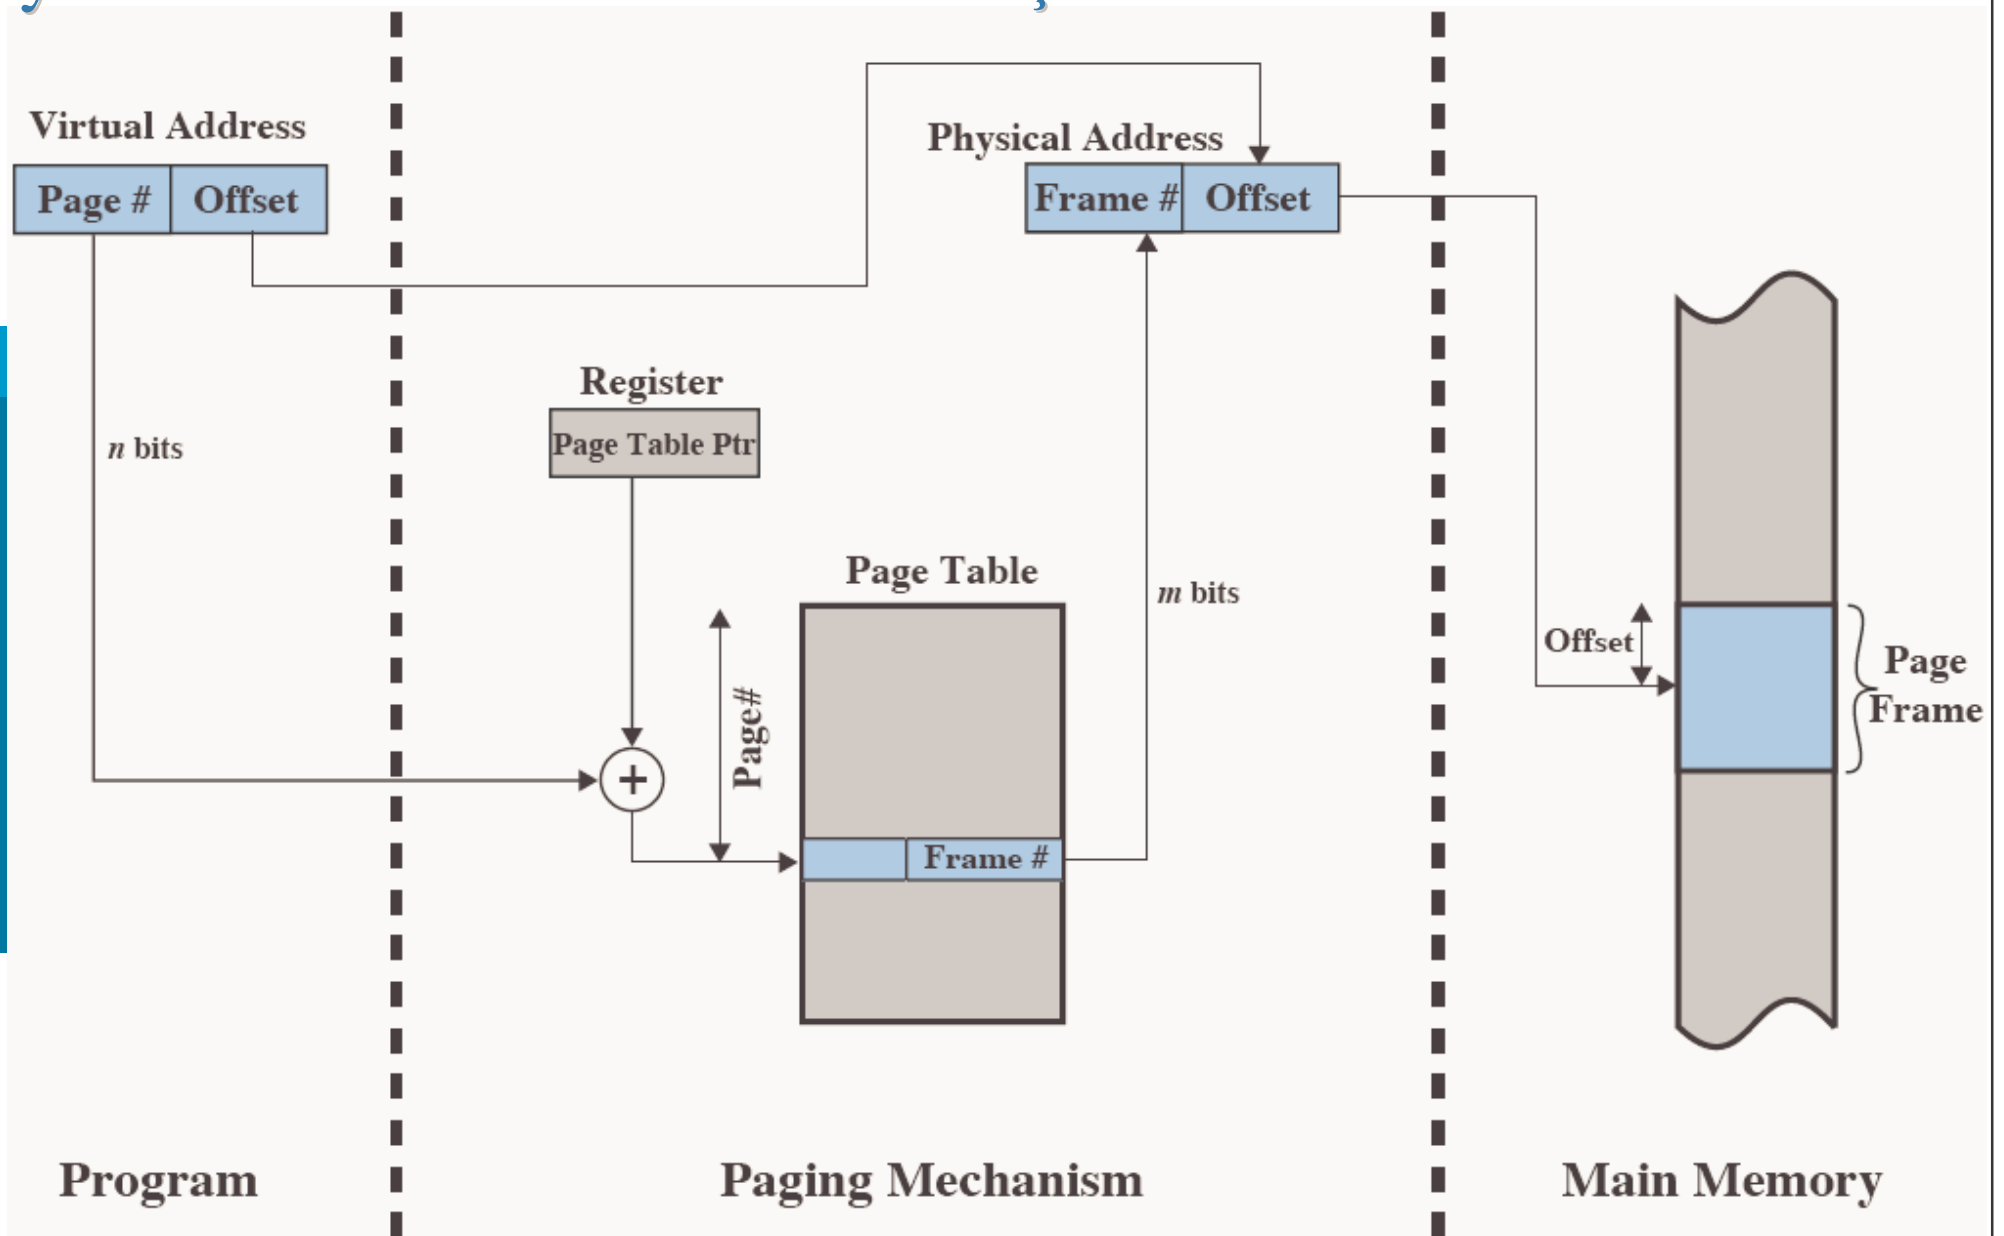 Virtual Address
Page # Offset
Physical Address
Frame # Offset
n bits
Register
Page Table Ptr
Page Table
Page#
Frame #
m bits
Offset
Page
Frame
+
Program
Paging Mechanism
Main Memory